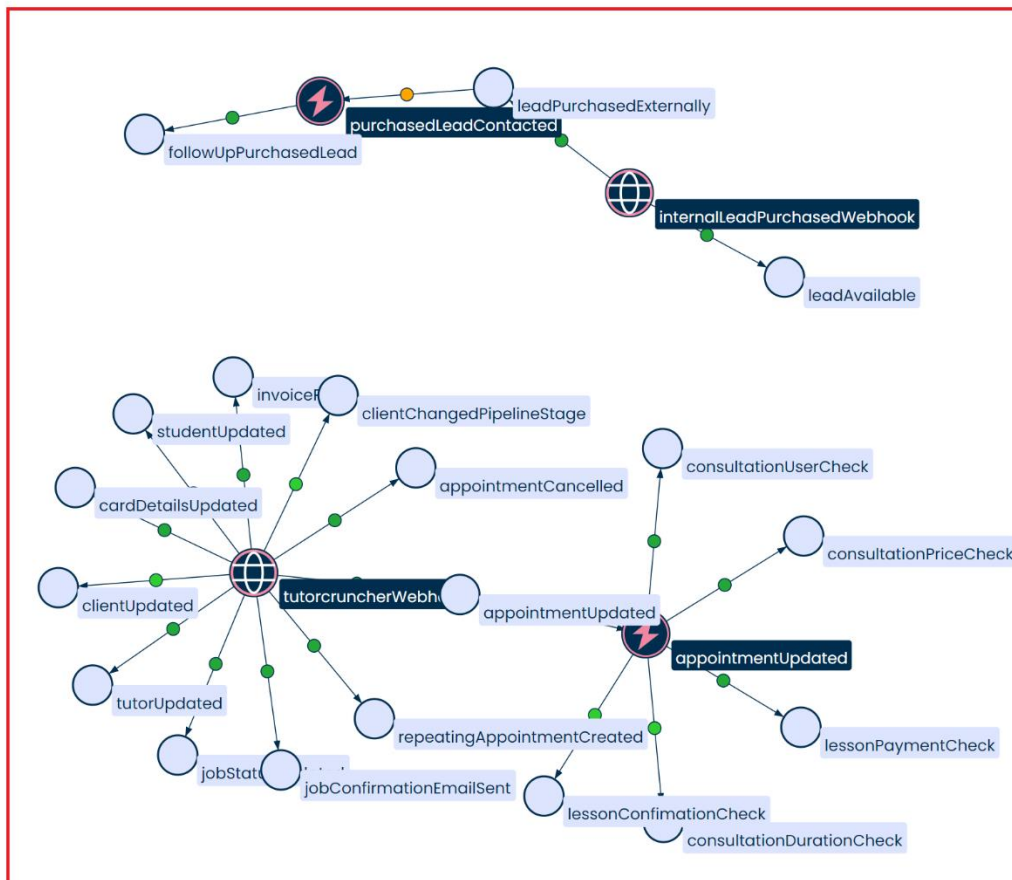 leadPurchasedExternally
purchasedLeadContacted
followUpPurchasedLead
internalLeadPurchasedWebhook
leadAvailable
clientChangedPipelineStage
studentUpdated
consultationUserCheck
appointmentCancelled
cardDetailsUpdated
consultationPriceCheck
clientUpdated
appointmentUpdated
appointmentUpdated
tutorUpdated
repeatingAppointmentCreated
lessonPaymentCheck
jobConfirmationEmailSent
lessonConfimationCheck
consultationDurationCheck